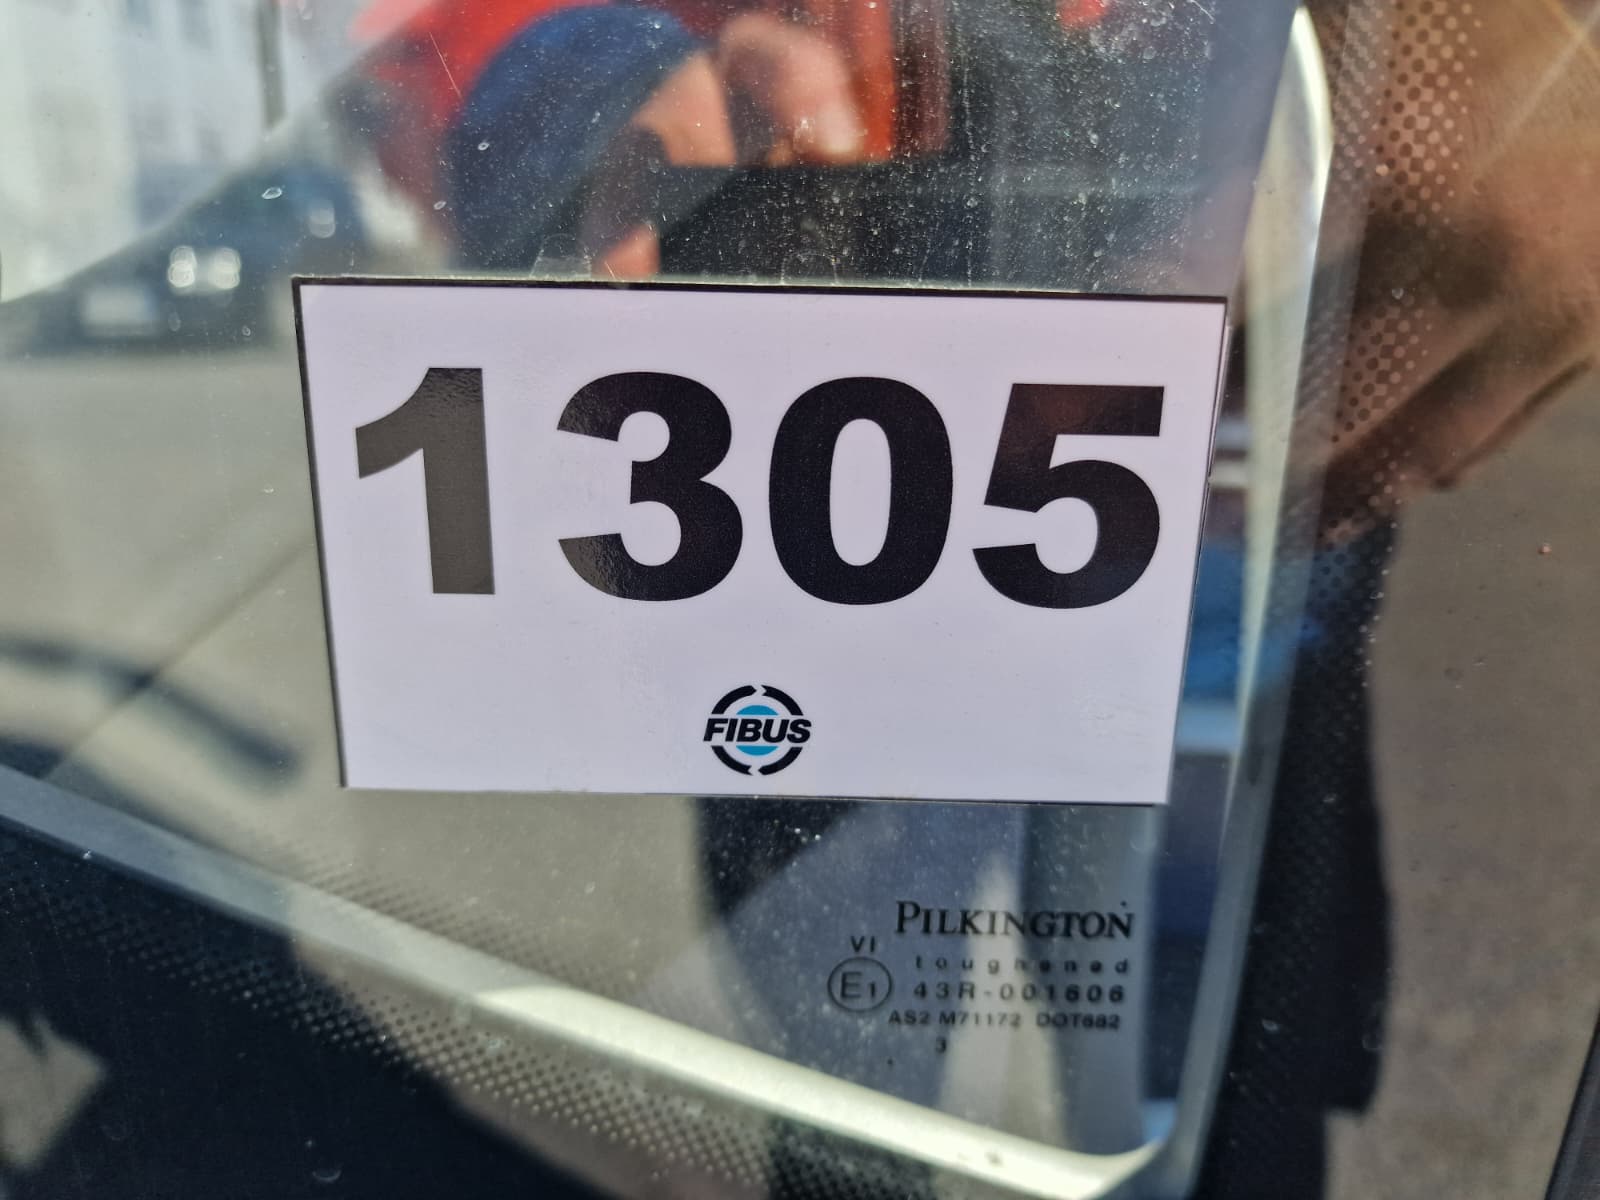 1305
FIBUS
PILKINGTON
VI
toughened
E1
43R-001606
AS2 M71172 DOT682
3